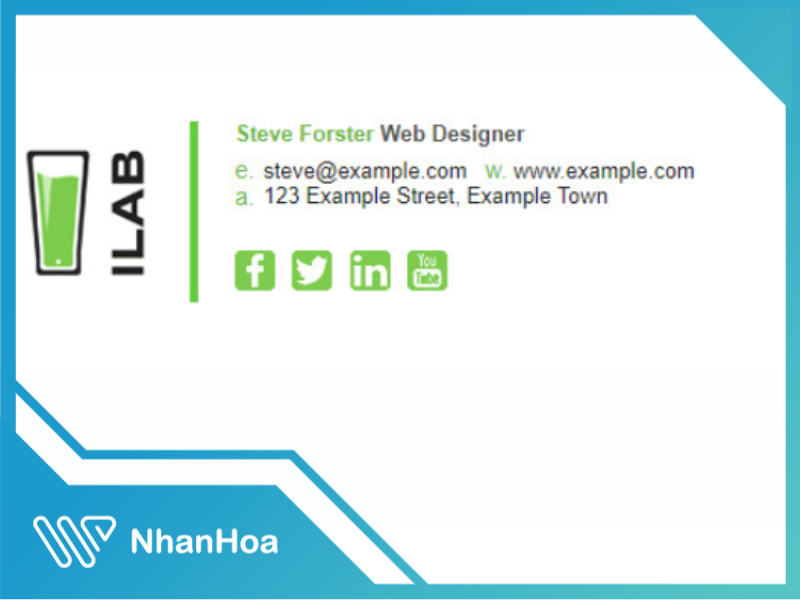 ILAB
Steve Forster Web Designer
e. steve@example.com w. www.example.com
a. 123 Example Street, Example Town
f
in
You
Tube
NhanHoa